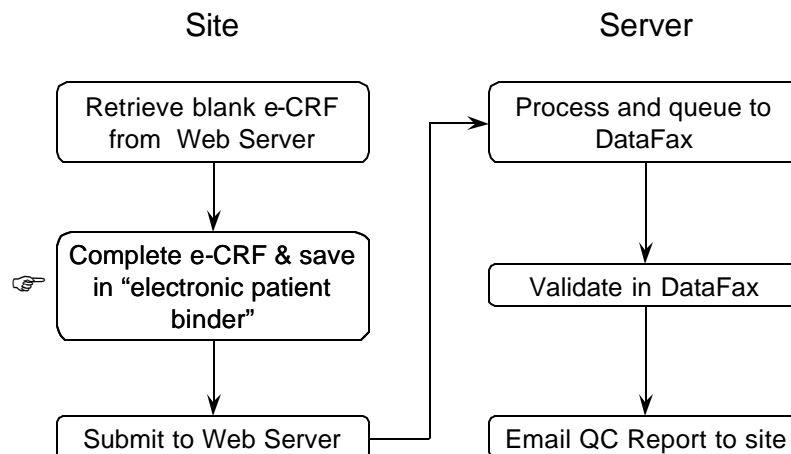 Site
Retrieve blank e-CRF
from Web Server
Complete e-CRF & save
in “electronic patient
binder”
Submit to Web Server
Server
Process and queue to
DataFax
Validate in DataFax
Email QC Report to site